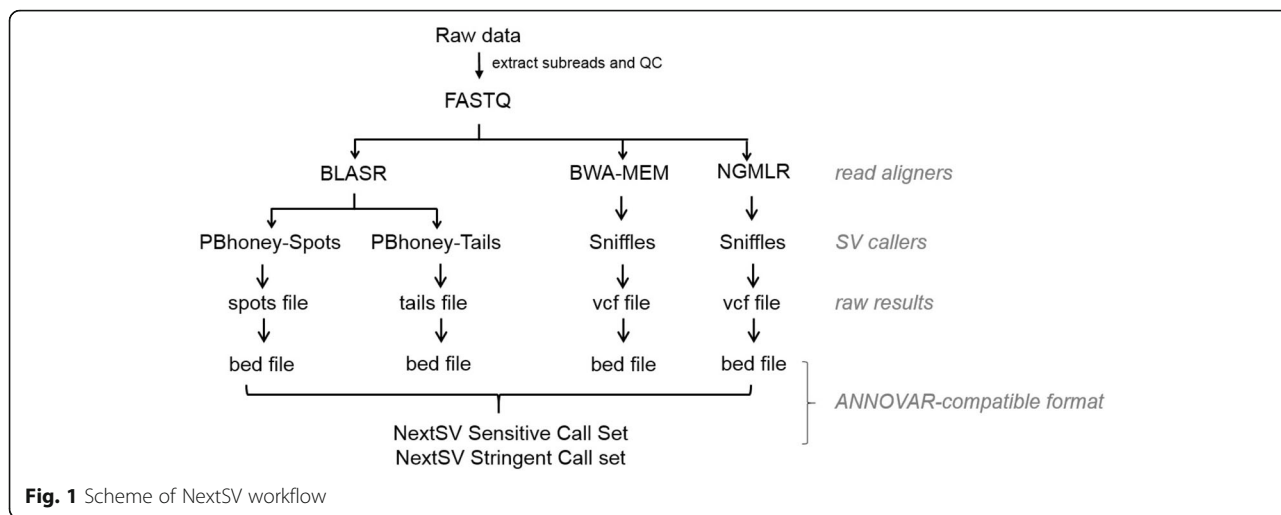 Raw data
extract subreads and QC
FASTQ
BLASR BWA-MEM NGMLR read aligners
PBhoney-Spots PBhoney-Tails Sniffles Sniffles SV callers
spots file tails file vcf file vcf file raw results
bed file bed file bed file bed file
ANNOVAR-compatible format
NextSV Sensitive Call Set
NextSV Stringent Call set
Fig. 1 Scheme of NextSV workflow